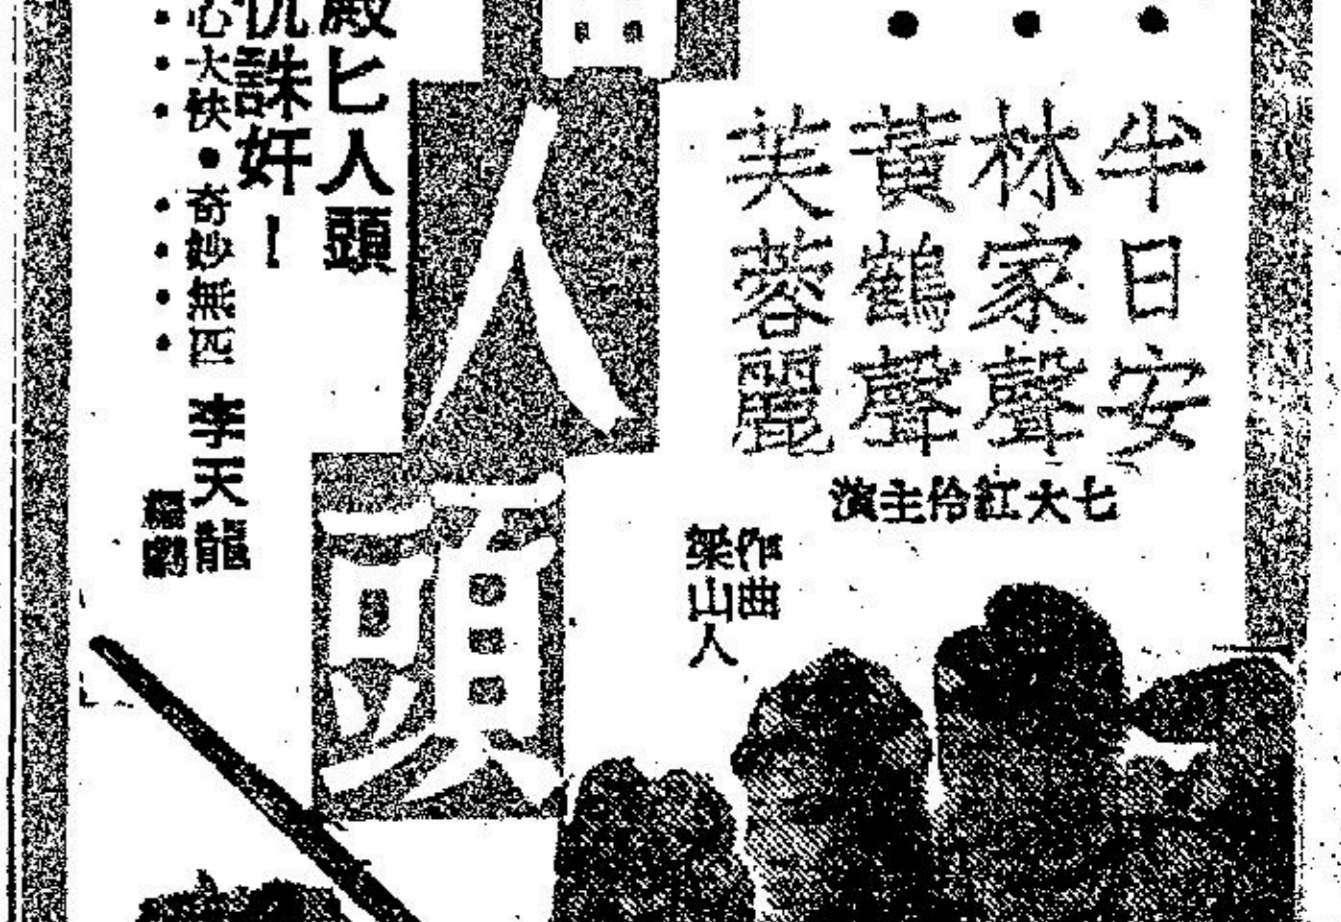 半日安
林家聲
黃鶴聲
芙蓉麗
七大紅伶主演
作曲
梁山人
人頭
匕人頭
仇誅奸！
心大快●奇妙無匹
李天龍
編劇